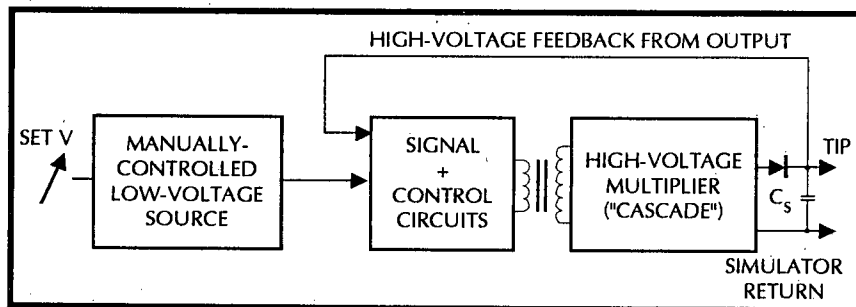 HIGH-VOLTAGE FEEDBACK FROM OUTPUT
SET V
MANUALLY-
CONTROLLED
LOW-VOLTAGE
SOURCE
SIGNAL
+
CONTROL
CIRCUITS
HIGH-VOLTAGE
MULTIPLIER
("CASCADE")
TIP
CS
SIMULATOR
RETURN